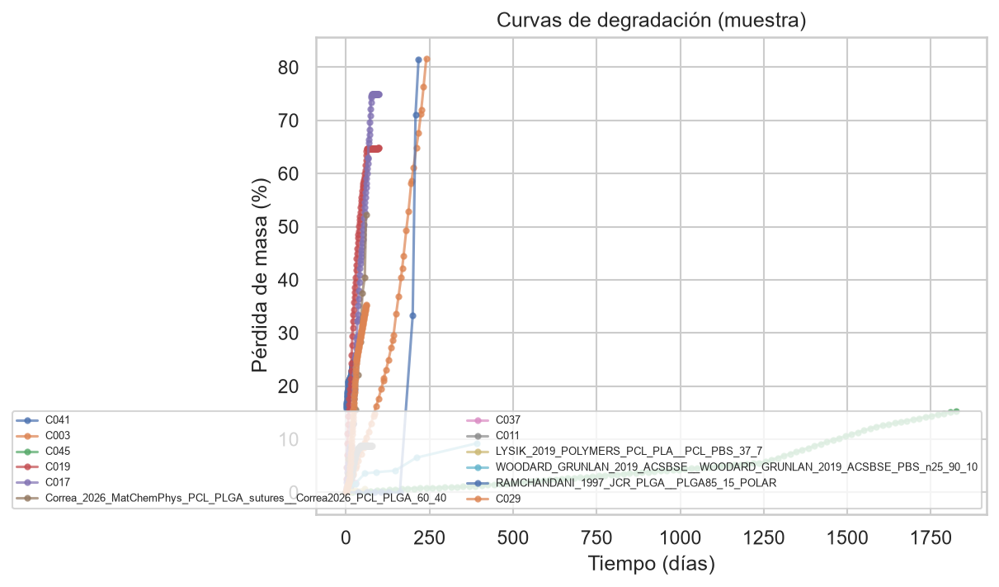 Curvas de degradación (muestra)
Pérdida de masa (%)
80
70
60
50
40
30
20
10
0
C041
C003
C045
C019
C017
Correa_2026_MatChemPhys_PCL_PLGA_sutures__Correa2026_PCL_PLGA_60_40
C037
C011
LYSIK_2019_POLYMERS_PCL_PLA__PCL_PBS_37_7
WOODARD_GRUNLAN_2019_ACSBSE__WOODARD_GRUNLAN_2019_ACSBSE_PBS_n25_90_10
RAMCHANDANI_1997_JCR_PLGA__PLGA85_15_POLAR
C029
0 250 500 750 1000 1250 1500 1750
Tiempo (días)